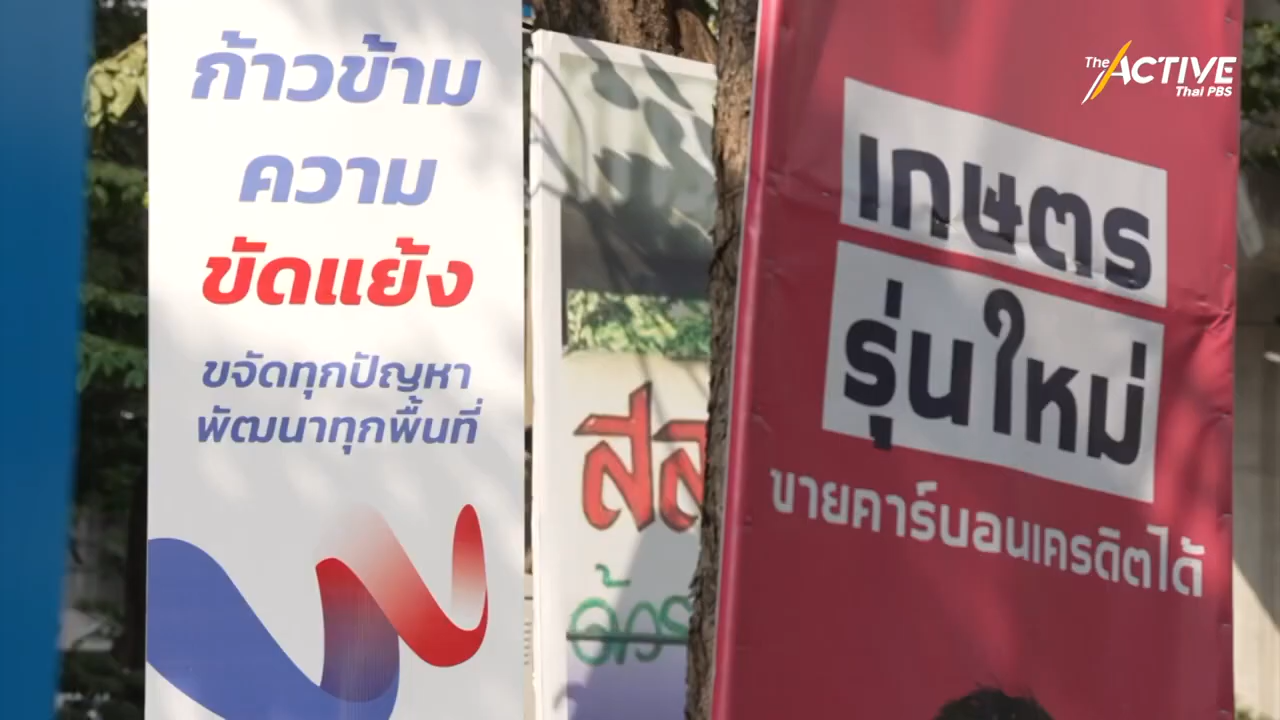 ก้าวข้าม
ความ
ขัดแย้ง
ขจัดทุกปัญหา
พัฒนาทุกพื้นที่
เกษตร
รุ่นใหม่
ขายคาร์บอนเครดิตได้
The ACTIVE
Thai PBS